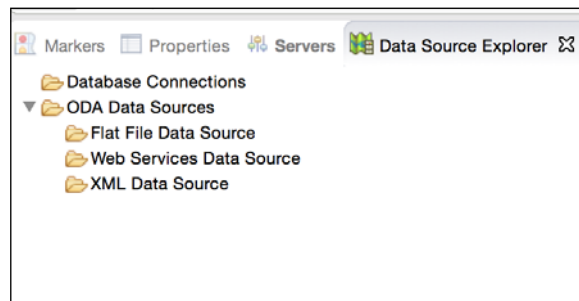 Markers Properties Servers Data Source Explorer
Database Connections
ODA Data Sources
Flat File Data Source
Web Services Data Source
XML Data Source